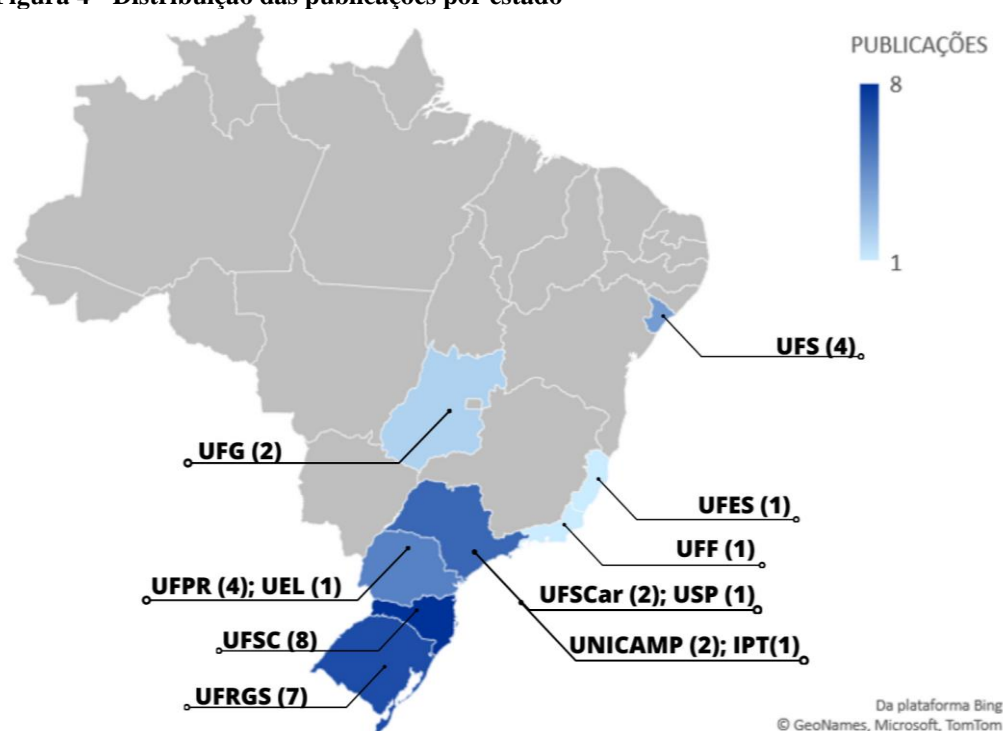 Figura 4 - Distribuição das publicações por estado
PUBLICAÇÕES
8
1
UFS (4)
UFG (2)
UFES (1)
UFF (1)
UFPR (4); UEL (1)
UFSCar (2); USP (1)
UFSC (8)
UNICAMP (2); IPT(1)
UFRGS (7)
Da plataforma Bing
© GeoNames, Microsoft, TomTom